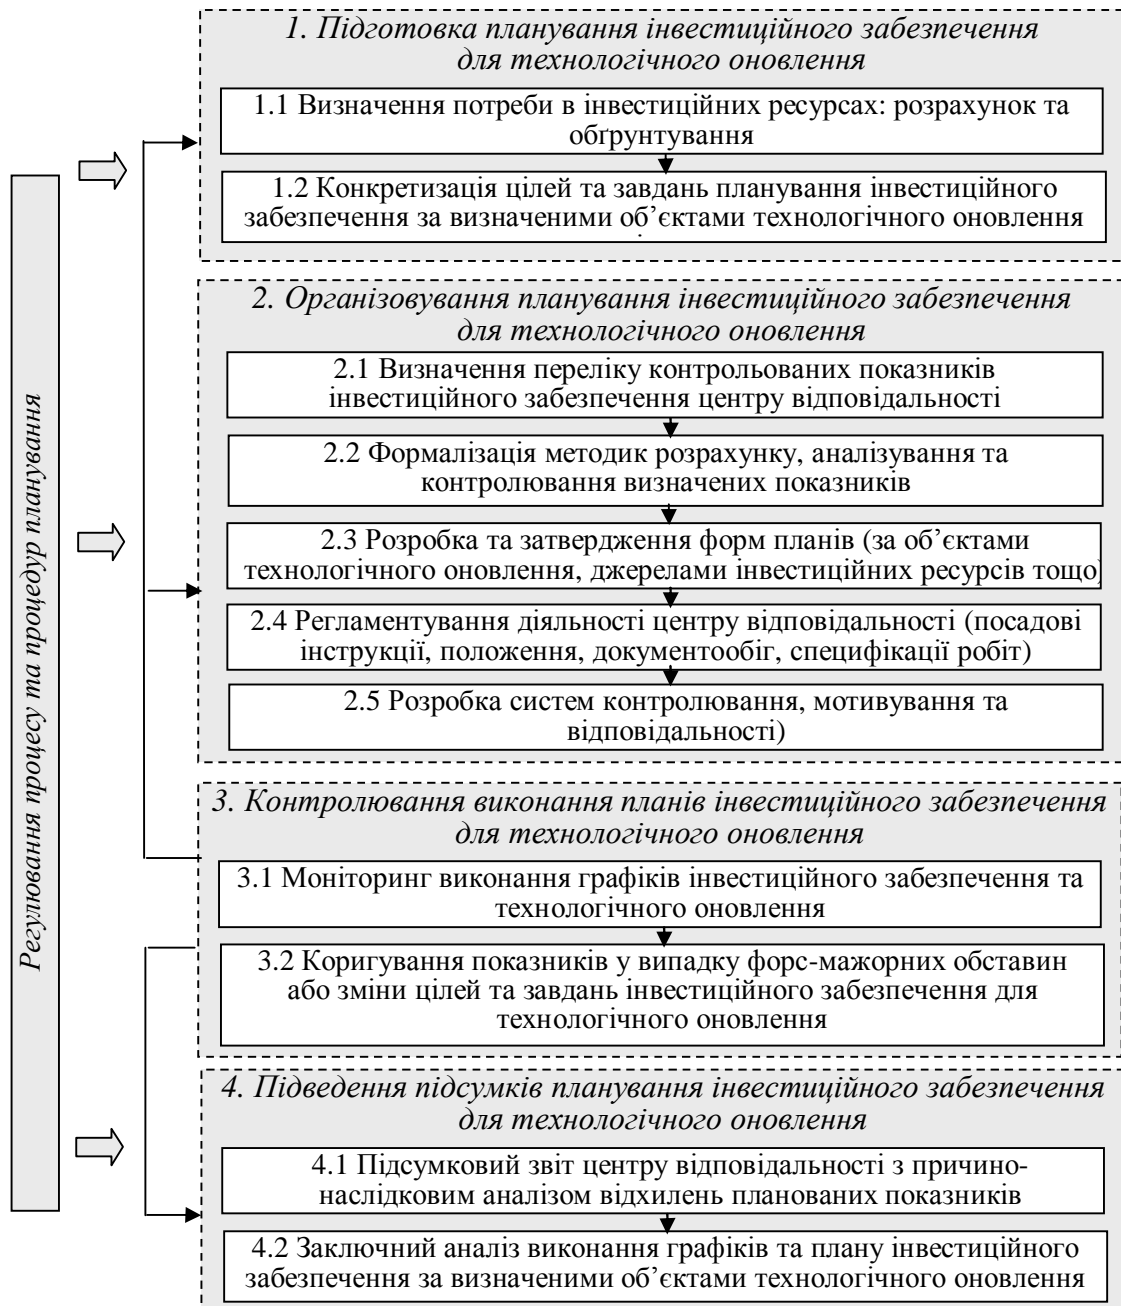 1. Підготовка планування інвестиційного забезпечення
для технологічного оновлення
1.1 Визначення потреби в інвестиційних ресурсах: розрахунок та
обґрунтування
1.2 Конкретизація цілей та завдань планування інвестиційного
забезпечення за визначеними об’єктами технологічного оновлення
Регулювання процесу та процедур планування
2. Організовування планування інвестиційного забезпечення
для технологічного оновлення
2.1 Визначення переліку контрольованих показників
інвестиційного забезпечення центру відповідальності
2.2 Формалізація методик розрахунку, аналізування та
контролювання визначених показників
2.3 Розробка та затвердження форм планів (за об’єктами
технологічного оновлення, джерелами інвестиційних ресурсів тощо)
2.4 Регламентування діяльності центру відповідальності (посадові
інструкції, положення, документообіг, специфікації робіт)
2.5 Розробка систем контролювання, мотивування та
відповідальності)
3. Контролювання виконання планів інвестиційного забезпечення
для технологічного оновлення
3.1 Моніторинг виконання графіків інвестиційного забезпечення та
технологічного оновлення
3.2 Коригування показників у випадку форс-мажорних обставин
або зміни цілей та завдань інвестиційного забезпечення для
технологічного оновлення
4. Підведення підсумків планування інвестиційного забезпечення
для технологічного оновлення
4.1 Підсумковий звіт центру відповідальності з причино-
наслідковим аналізом відхилень планованих показників
4.2 Заключний аналіз виконання графіків та плану інвестиційного
забезпечення за визначеними об’єктами технологічного оновлення